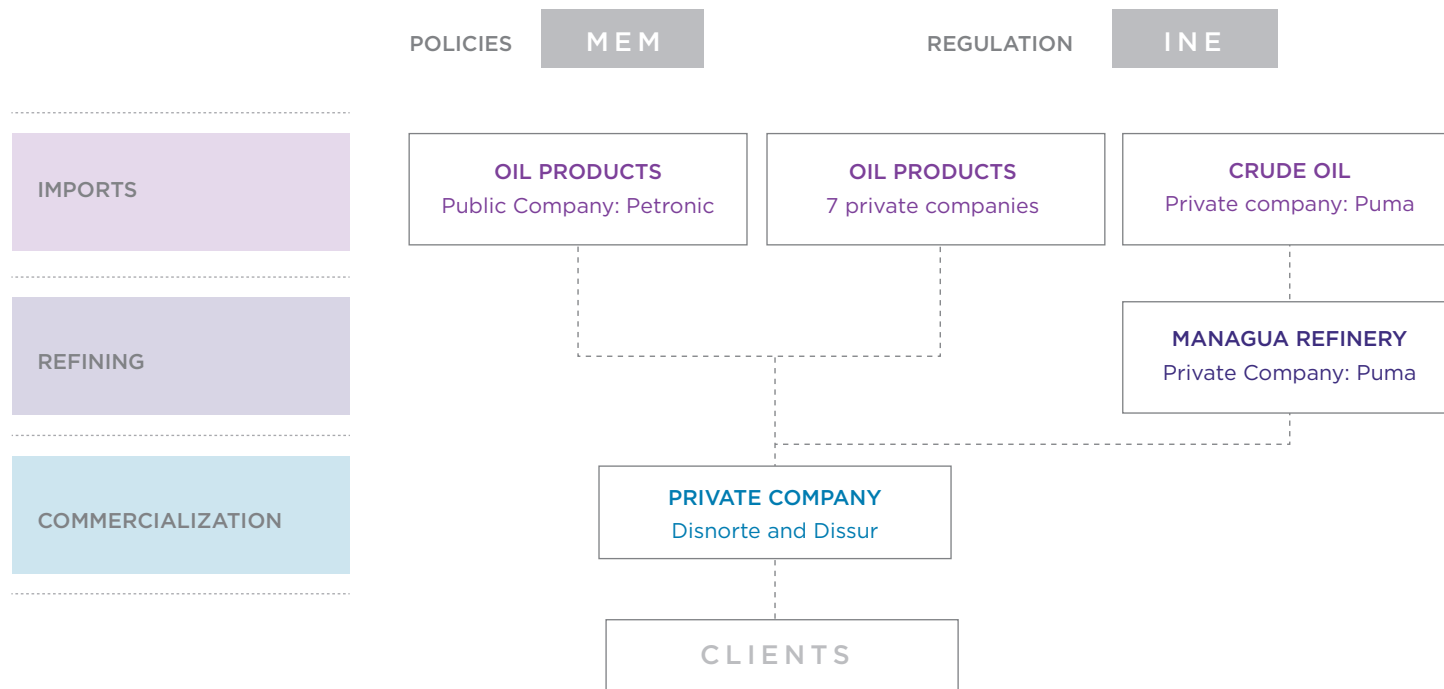 POLICIES
MEM
REGULATION
INE
IMPORTS
OIL PRODUCTS
Public Company: Petronic
OIL PRODUCTS
7 private companies
CRUDE OIL
Private company: Puma
REFINING
MANAGUA REFINERY
Private Company: Puma
COMMERCIALIZATION
PRIVATE COMPANY
Disnorte and Dissur
CLIENTS